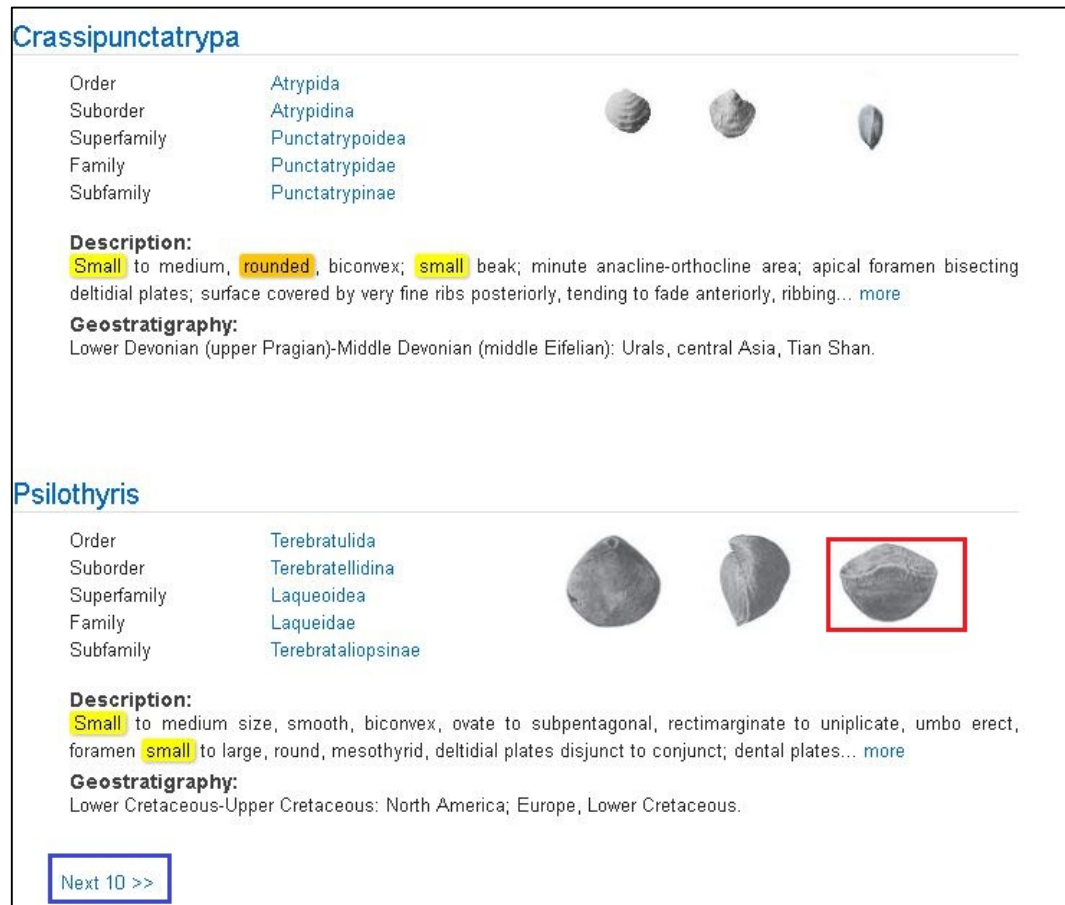 Crassipunctatrypa
Order Atrypida
Suborder Atrypidina
Superfamily Punctatrypoidea
Family Punctatrypidae
Subfamily Punctatrypinae
Description:
Small to medium, rounded, biconvex; small beak; minute anacline-orthocline area; apical foramen bisecting
deltidial plates; surface covered by very fine ribs posteriorly, tending to fade anteriorly, ribbing... more
Geostratigraphy:
Lower Devonian (upper Pragian)-Middle Devonian (middle Eifelian): Urals, central Asia, Tian Shan.
Psilothyris
Order Terebratulida
Suborder Terebratellidina
Superfamily Laqueoidea
Family Laqueidae
Subfamily Terebrataliopsinae
Description:
Small to medium size, smooth, biconvex, ovate to subpentagonal, rectimarginate to uniplicate, umbo erect,
foramen small to large, round, mesothyrid, deltidial plates disjunct to conjunct; dental plates... more
Geostratigraphy:
Lower Cretaceous-Upper Cretaceous: North America; Europe, Lower Cretaceous.
Next 10 >>